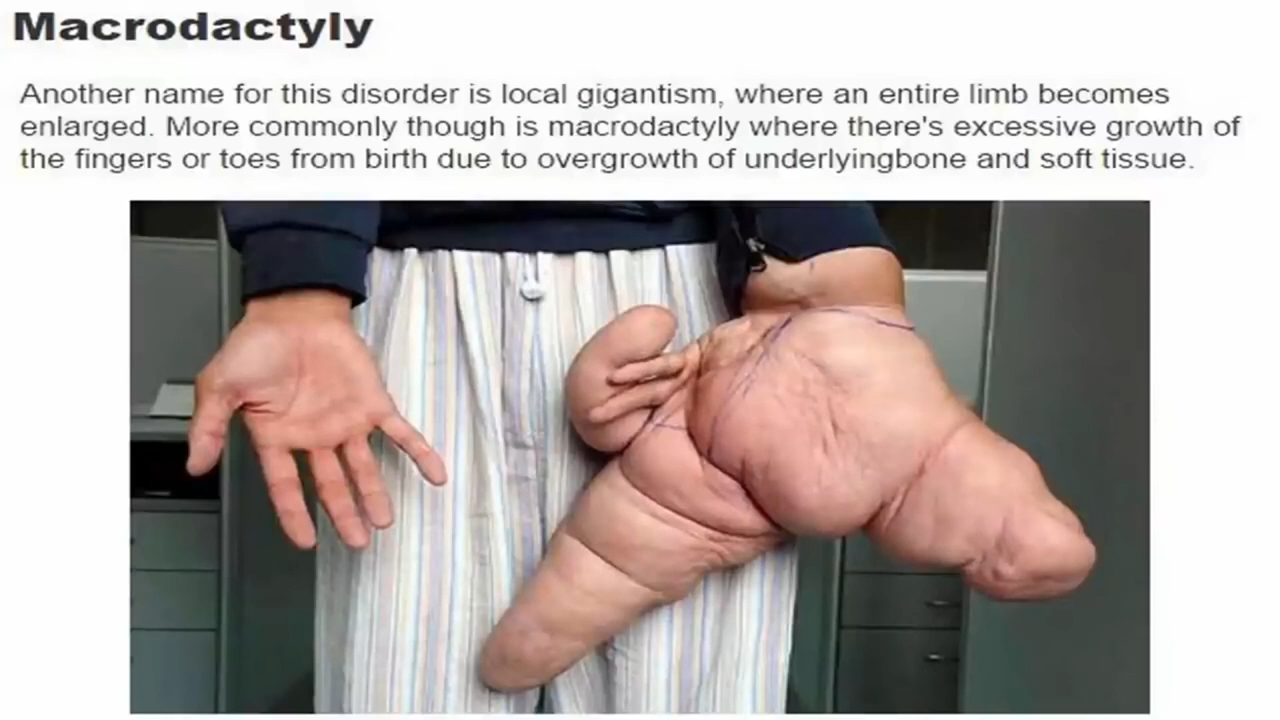 Macrodactyly
Another name for this disorder is local gigantism, where an entire limb becomes
enlarged. More commonly though is macrodactyly where there's excessive growth of
the fingers or toes from birth due to overgrowth of underlyingbone and soft tissue.